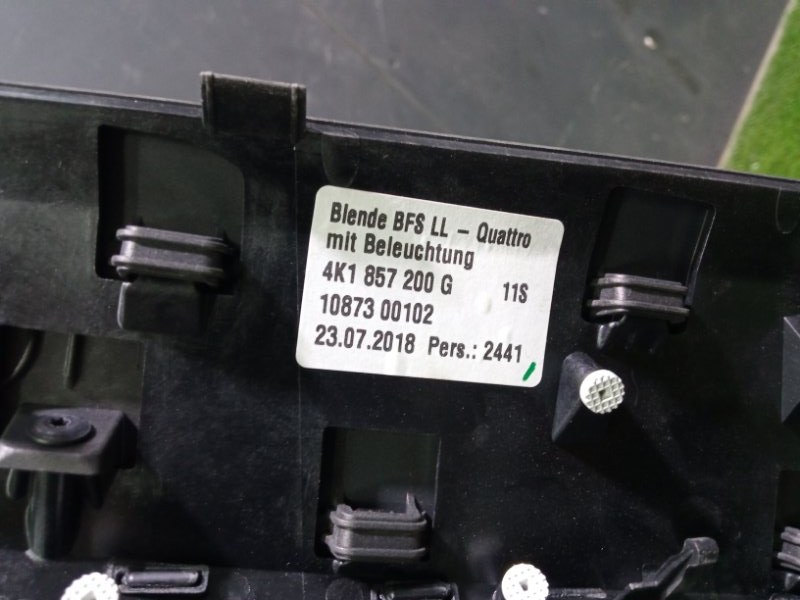 Blende BFS LL - Quattro
mit Beleuchtung
4K1 857 200 G 11S
10873 00102
23.07.2018 Pers.: 2441